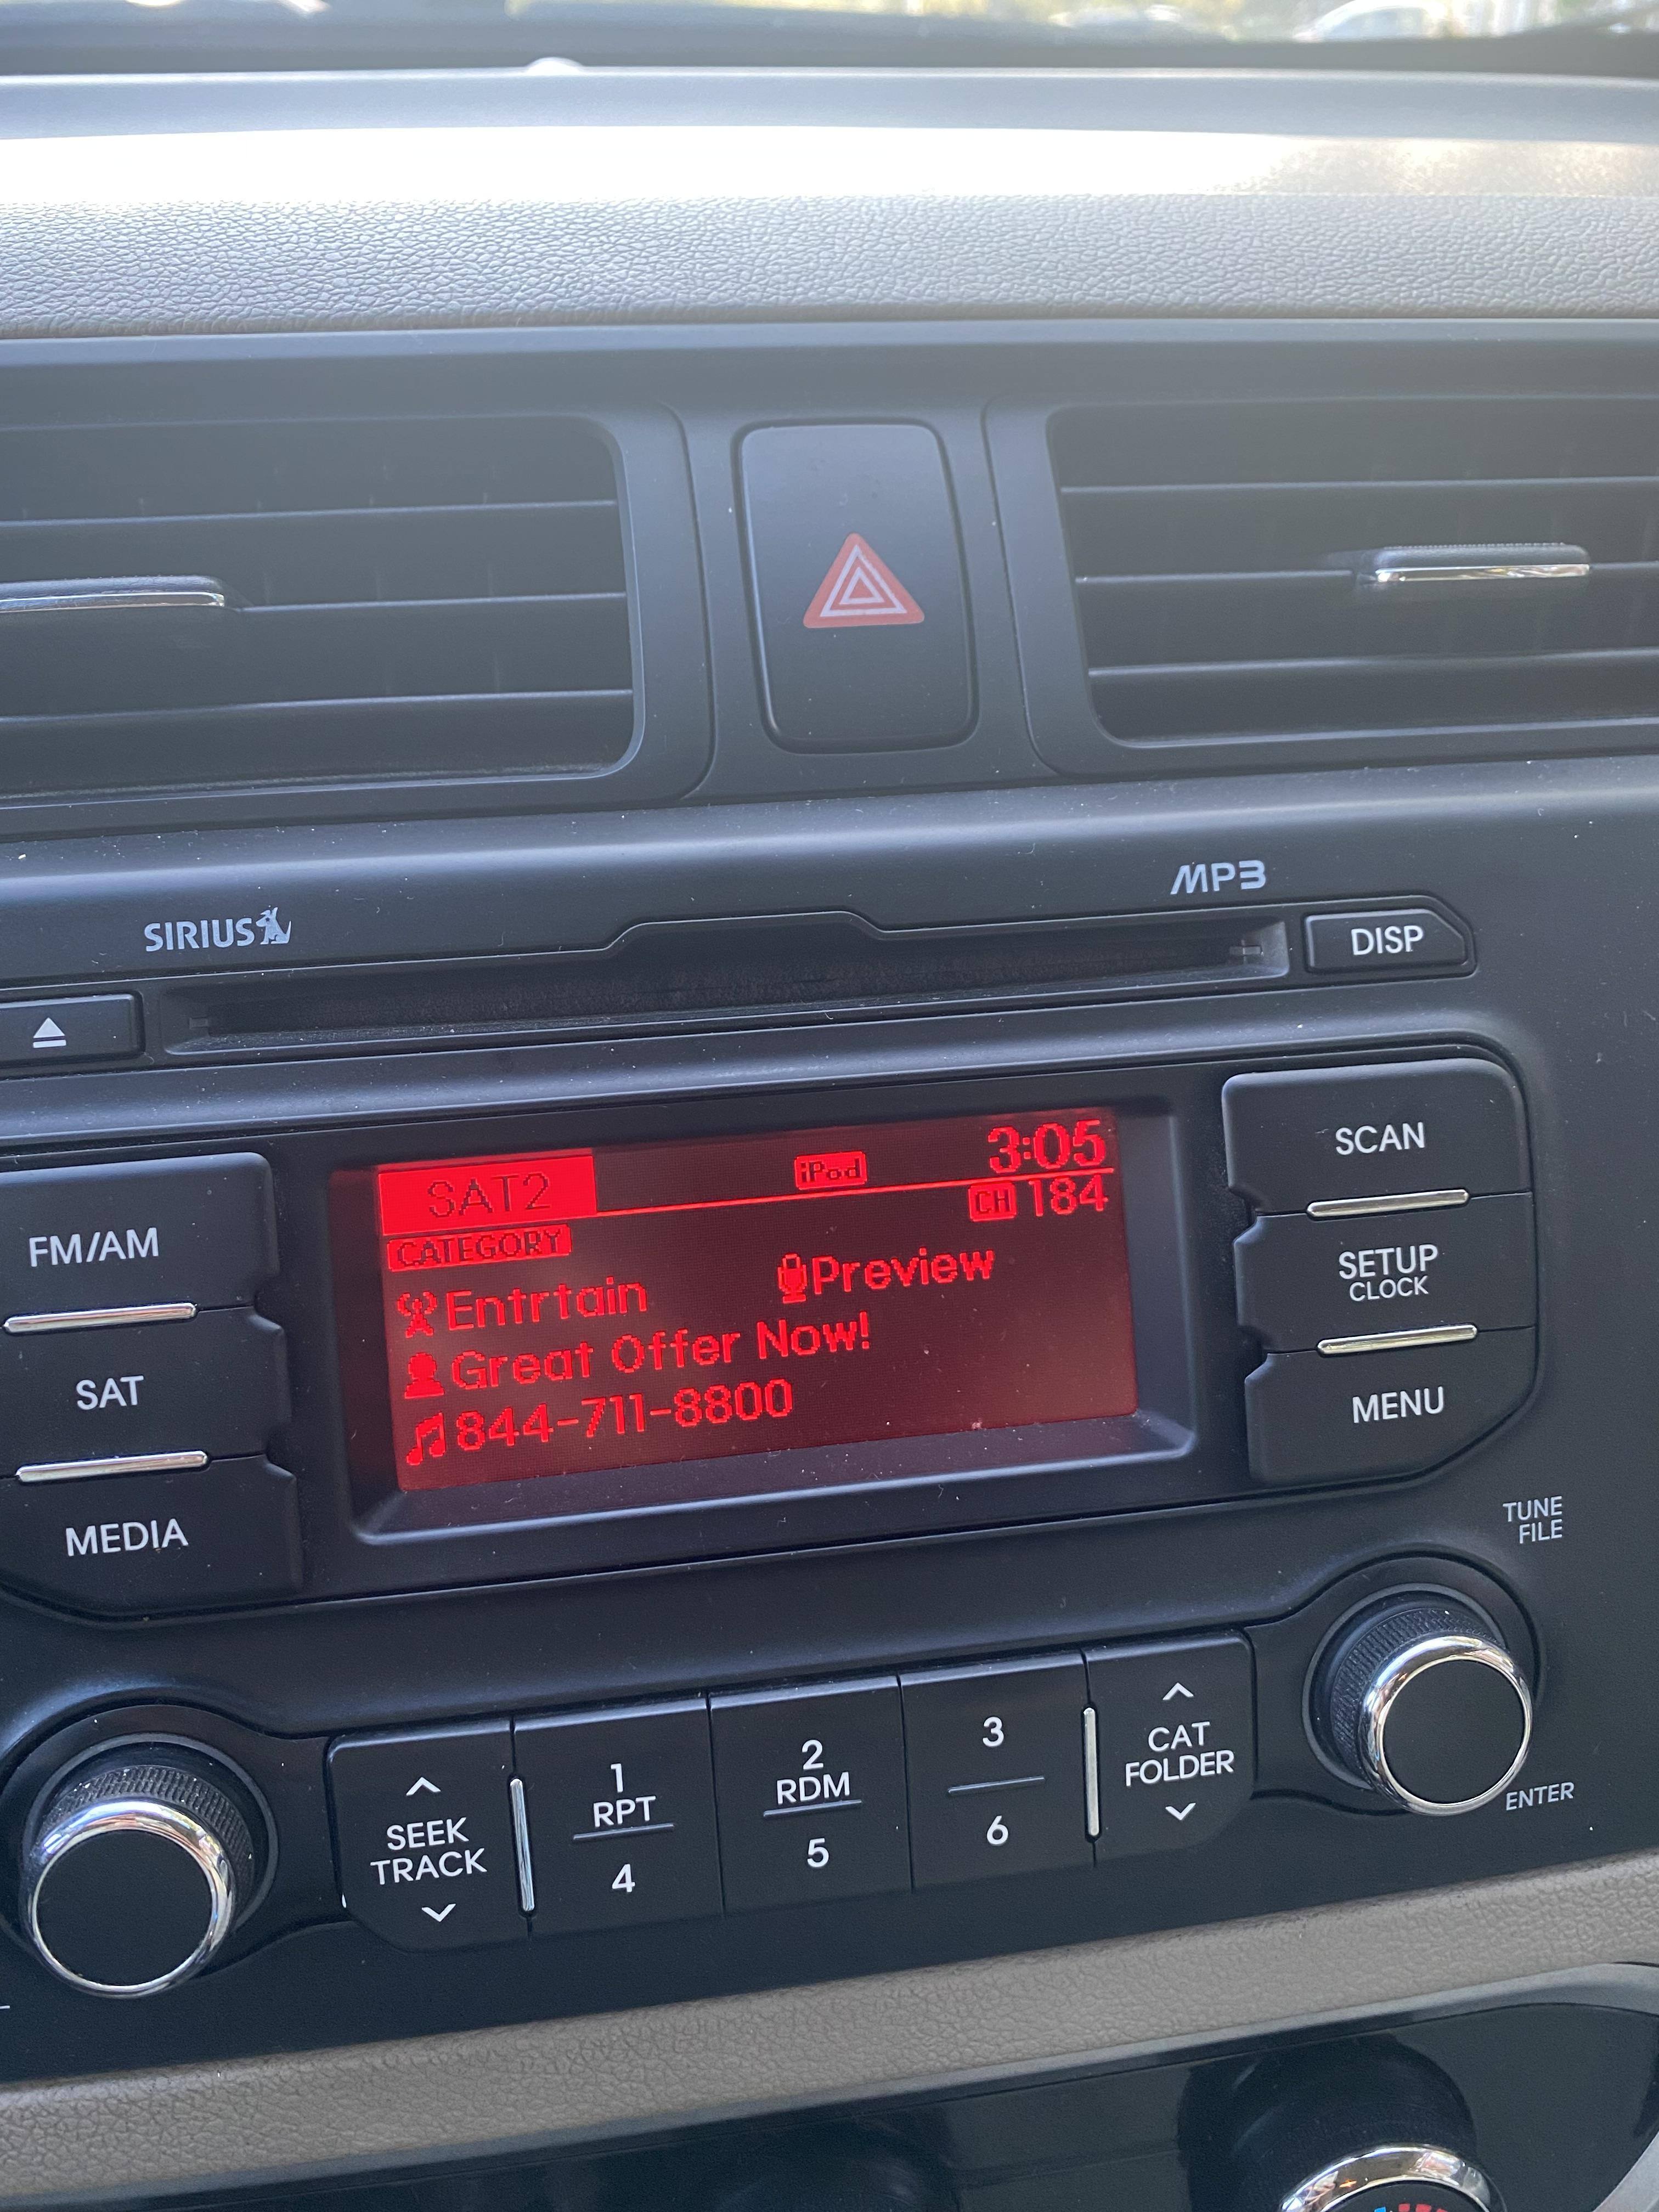 MP3
SIRIUS
DISP
SCAN
SAT2
iPod
3:05
CH 184
CATEGORY
FM/AM
Entrtain
Preview
SETUP
CLOCK
Great Offer Now!
SAT
844-711-8800
MENU
MEDIA
TUNE
FILE
SEEK
TRACK
1
RPT
4
2
RDM
5
3
6
CAT
FOLDER
ENTER